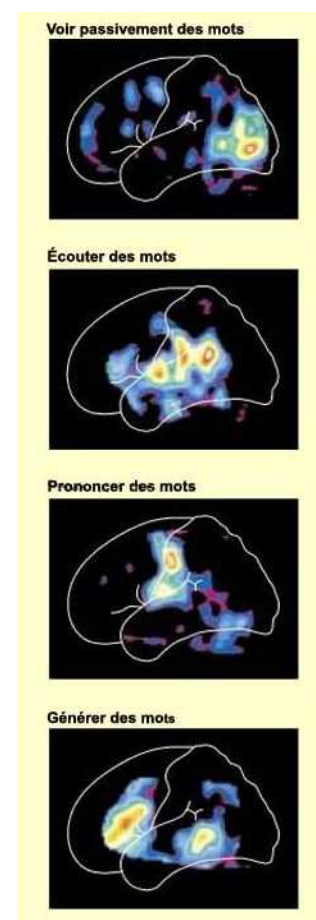 Voir passivement des mots
Écouter des mots
Prononcer des mots
Générer des mots